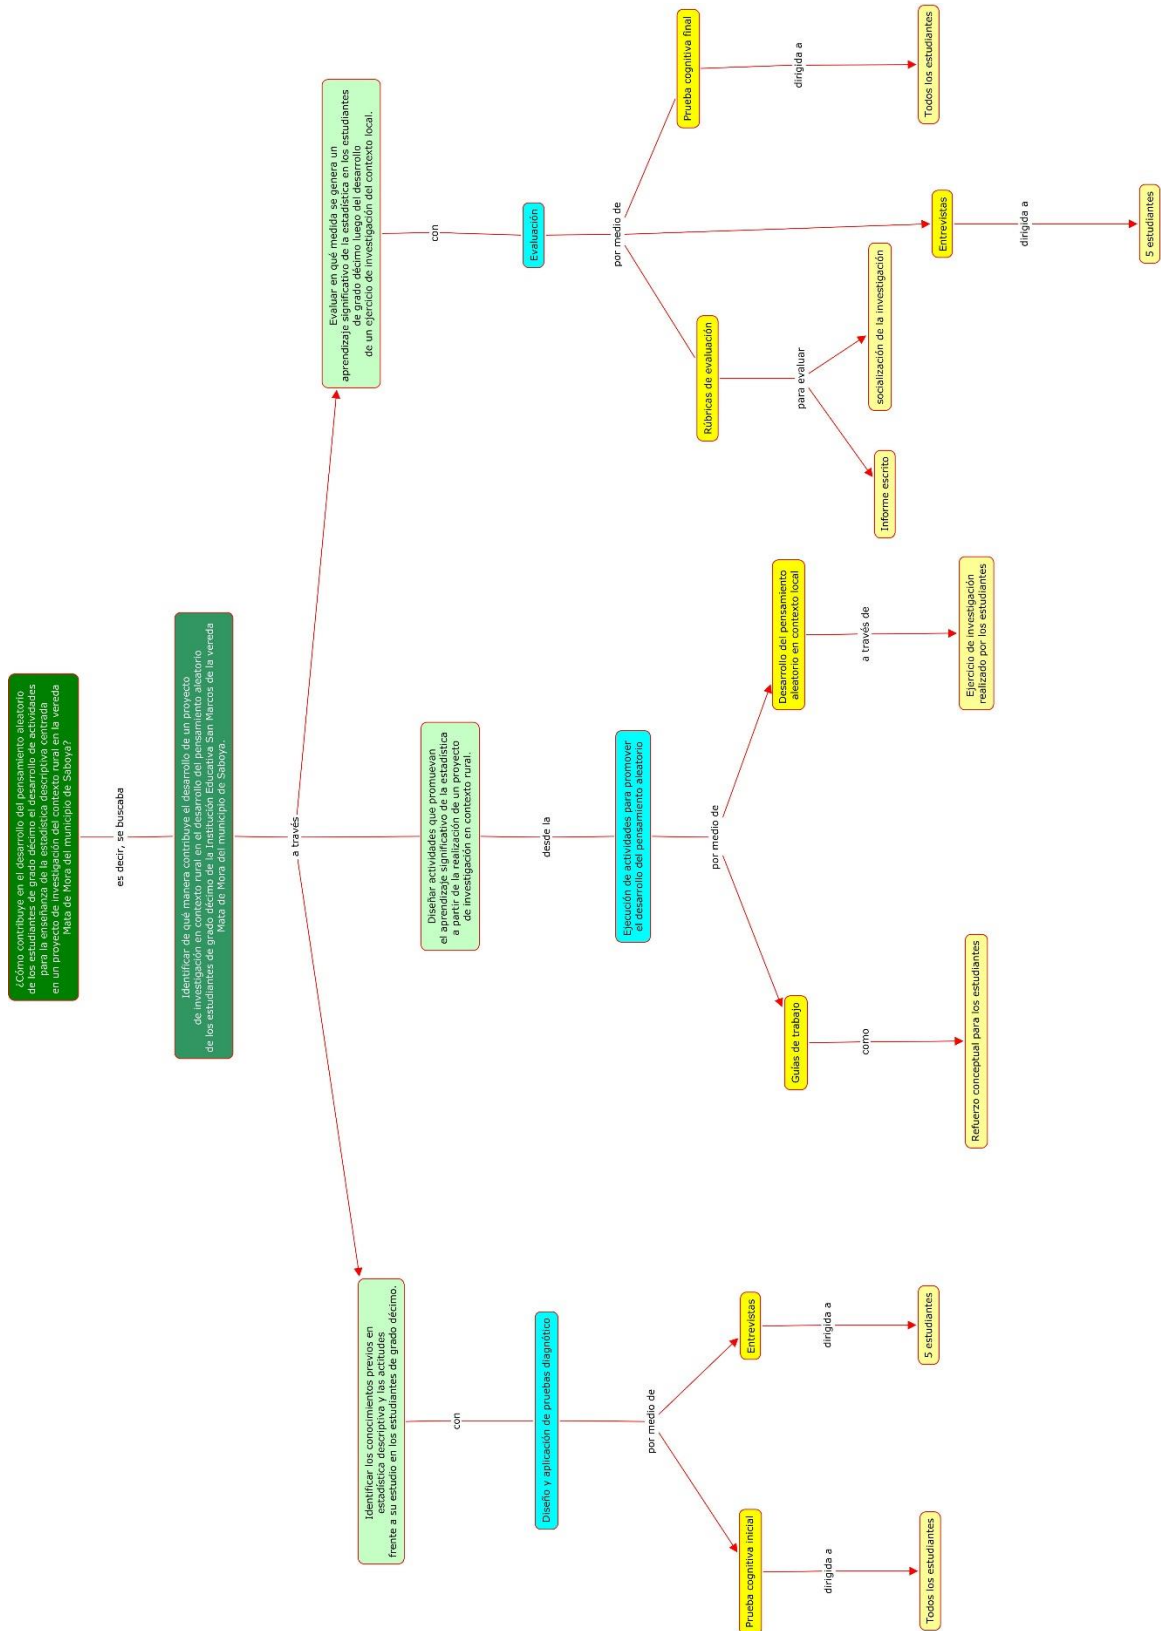 ¿Cómo contribuye en el desarrollo del pensamiento aleatorio
de los estudiantes de grado décimo el desarrollo de actividades
para la enseñanza de la estadística descriptiva centrada
en un proyecto de investigación del contexto rural en la vereda
Mata de Mora del municipio de Saboya?
es decir, se buscaba
Identificar de qué manera contribuye el desarrollo de un proyecto
de investigación en contexto rural en el desarrollo del pensamiento aleatorio
de los estudiantes de grado décimo de la Institución Educativa San Marcos de la vereda
Mata de Mora del municipio de Saboya.
a través
Identificar los conocimientos previos en
estadística descriptiva y las actitudes
frente a su estudio en los estudiantes de grado décimo.
con
Diseño y aplicación de pruebas diagnótico
por medio de
Prueba cognitiva inicial
dirigida a
Todos los estudiantes
Entrevistas
dirigida a
5 estudiantes
Diseñar actividades que promuevan
el aprendizaje significativo de la estadística
a partir de la realización de un proyecto
de investigación en contexto rural.
desde la
Ejecución de actividades para promover
el desarrollo del pensamiento aleatorio
por medio de
Guías de trabajo
como
Refuerzo conceptual para los estudiantes
Desarrollo del pensamiento
aleatorio en contexto local
a través de
Ejercicio de investigación
realizado por los estudiantes
Evaluar en qué medida se genera un
aprendizaje significativo de la estadística en los estudiantes
de grado décimo luego del desarrollo
de un ejercicio de investigación del contexto local.
con
Evaluación
por medio de
Rúbricas de evaluación
para evaluar
Informe escrito
socialización de la investigación
Entrevistas
dirigida a
5 estudiantes
Prueba cognitiva final
dirigida a
Todos los estudiantes